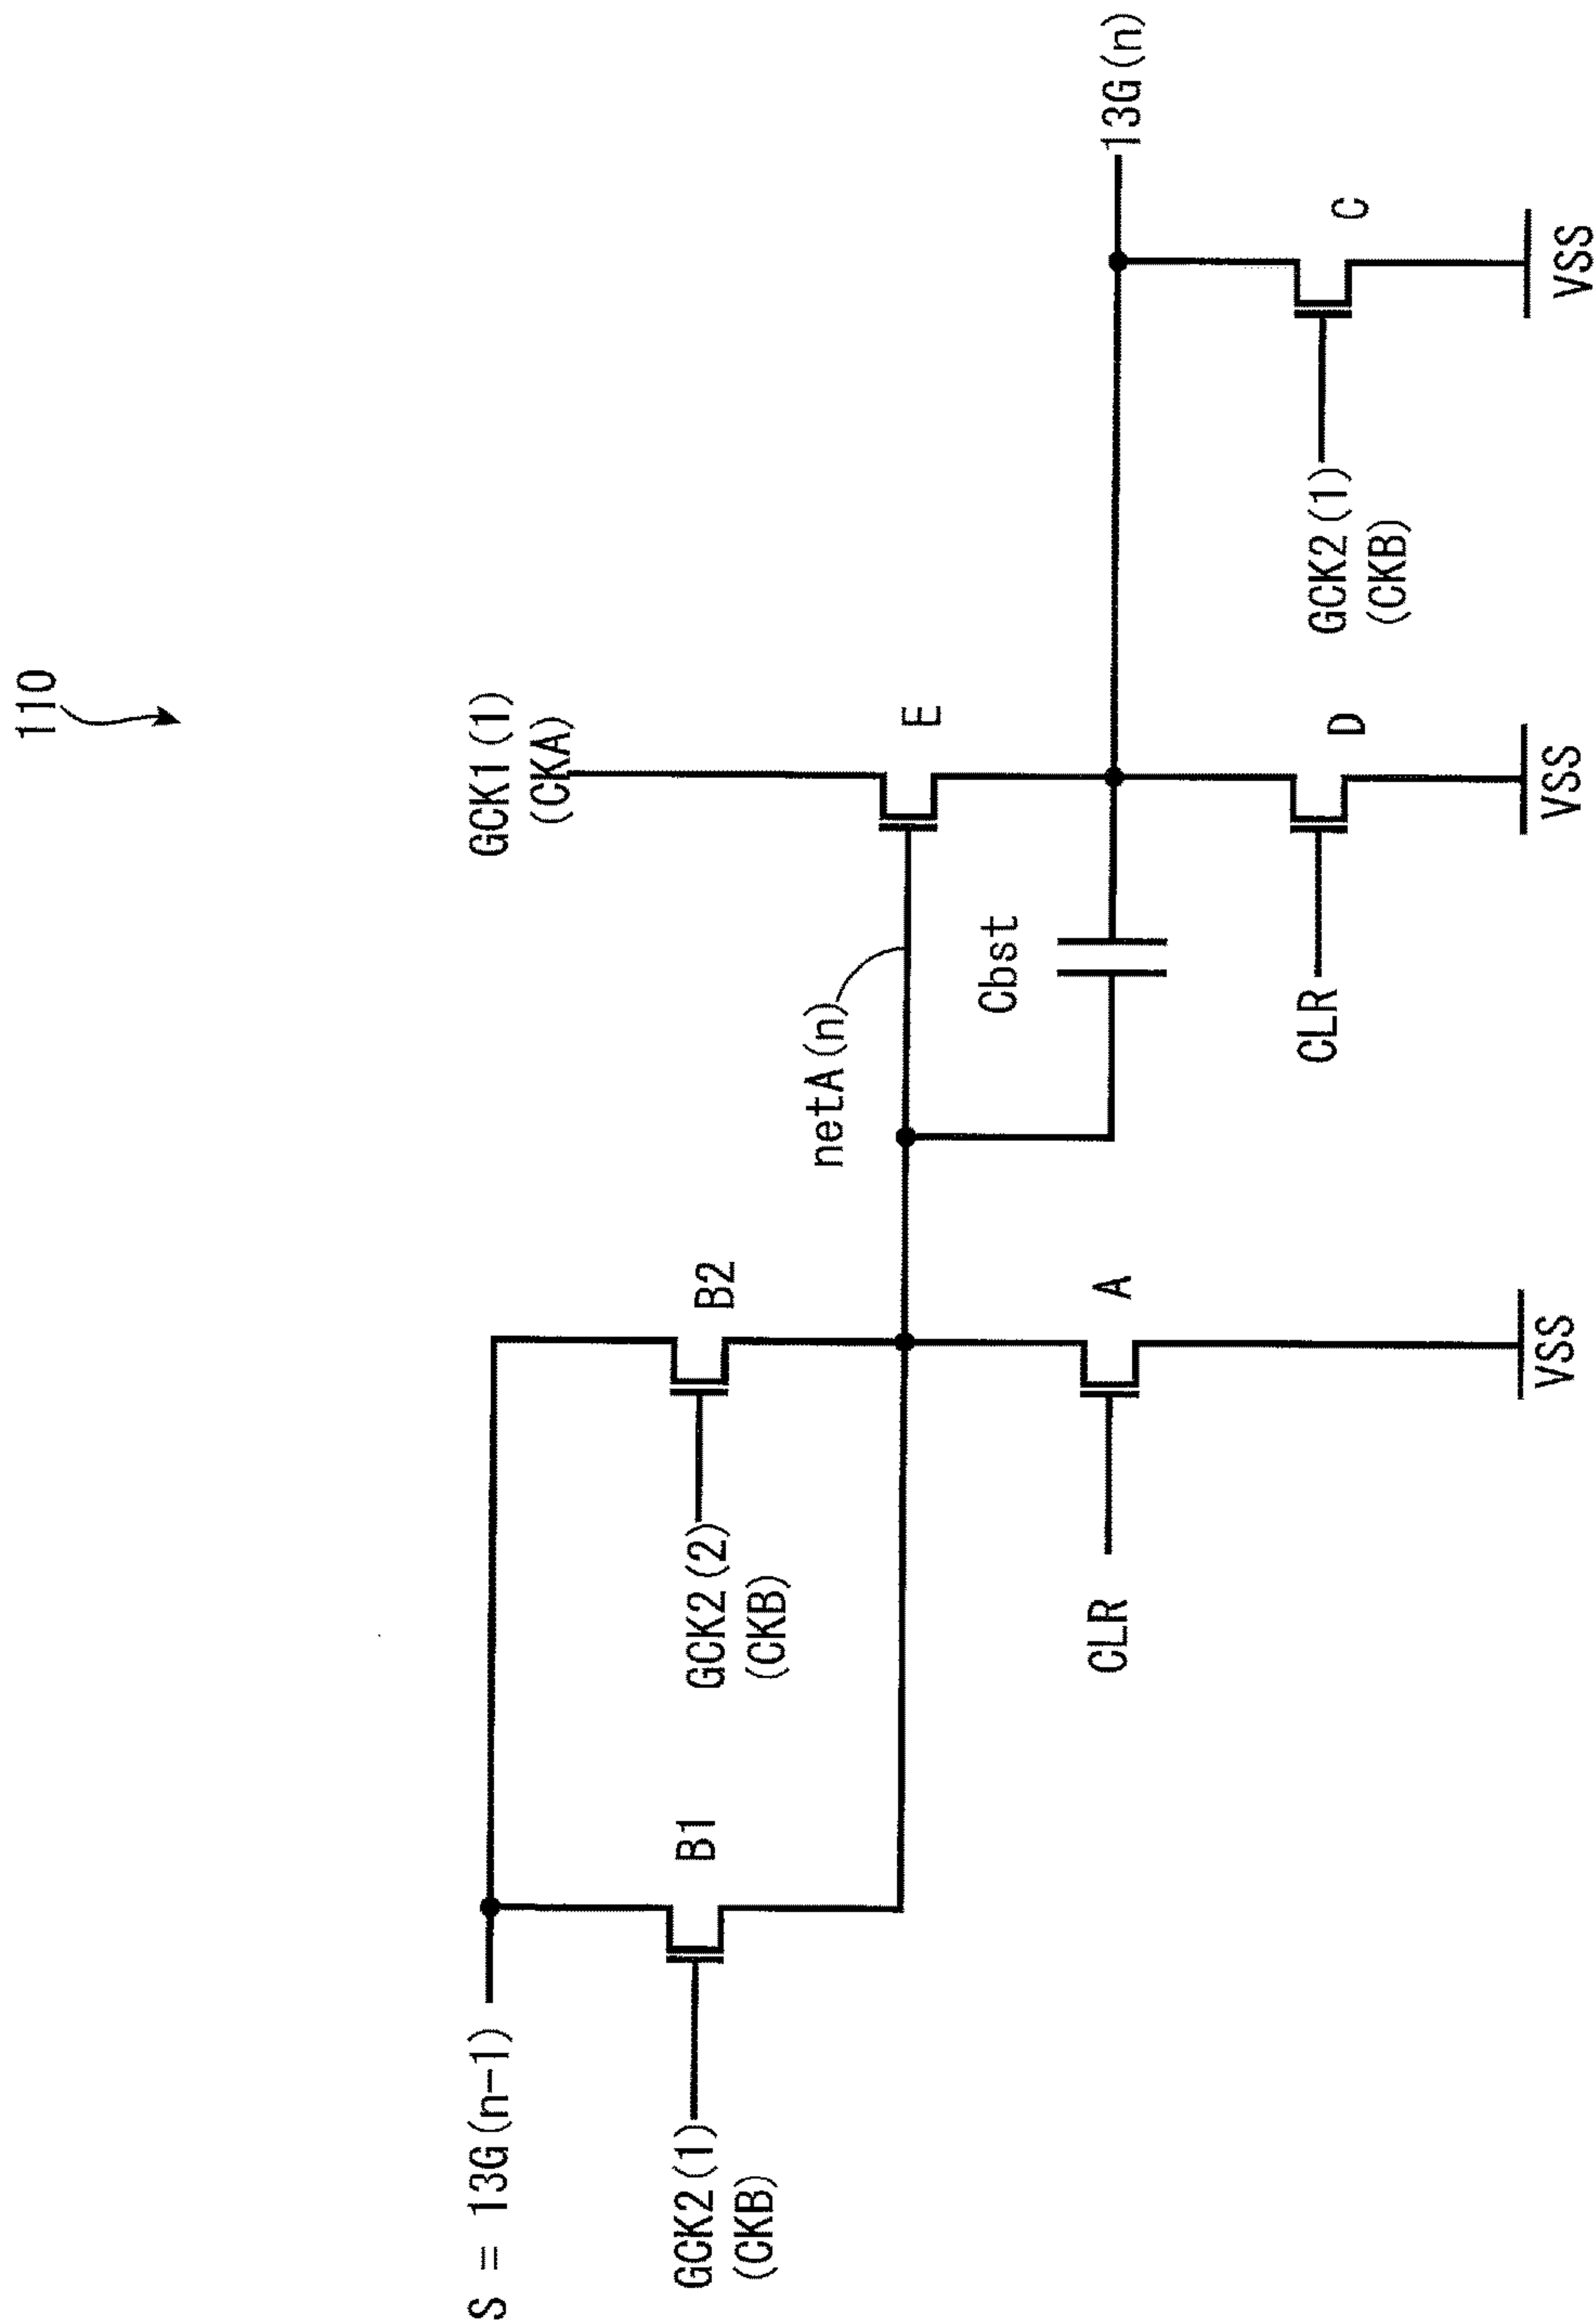 110
S = 13G(n-1)
GCK2(1)
(CKB)
B1
GCK2(2)
(CKB)
B2
CLR
A
VSS
netA(n)
Cbst
GCK1(1)
(CKA)
E
CLR
D
VSS
GCK2(1)
(CKB)
C
VSS
13G(n)